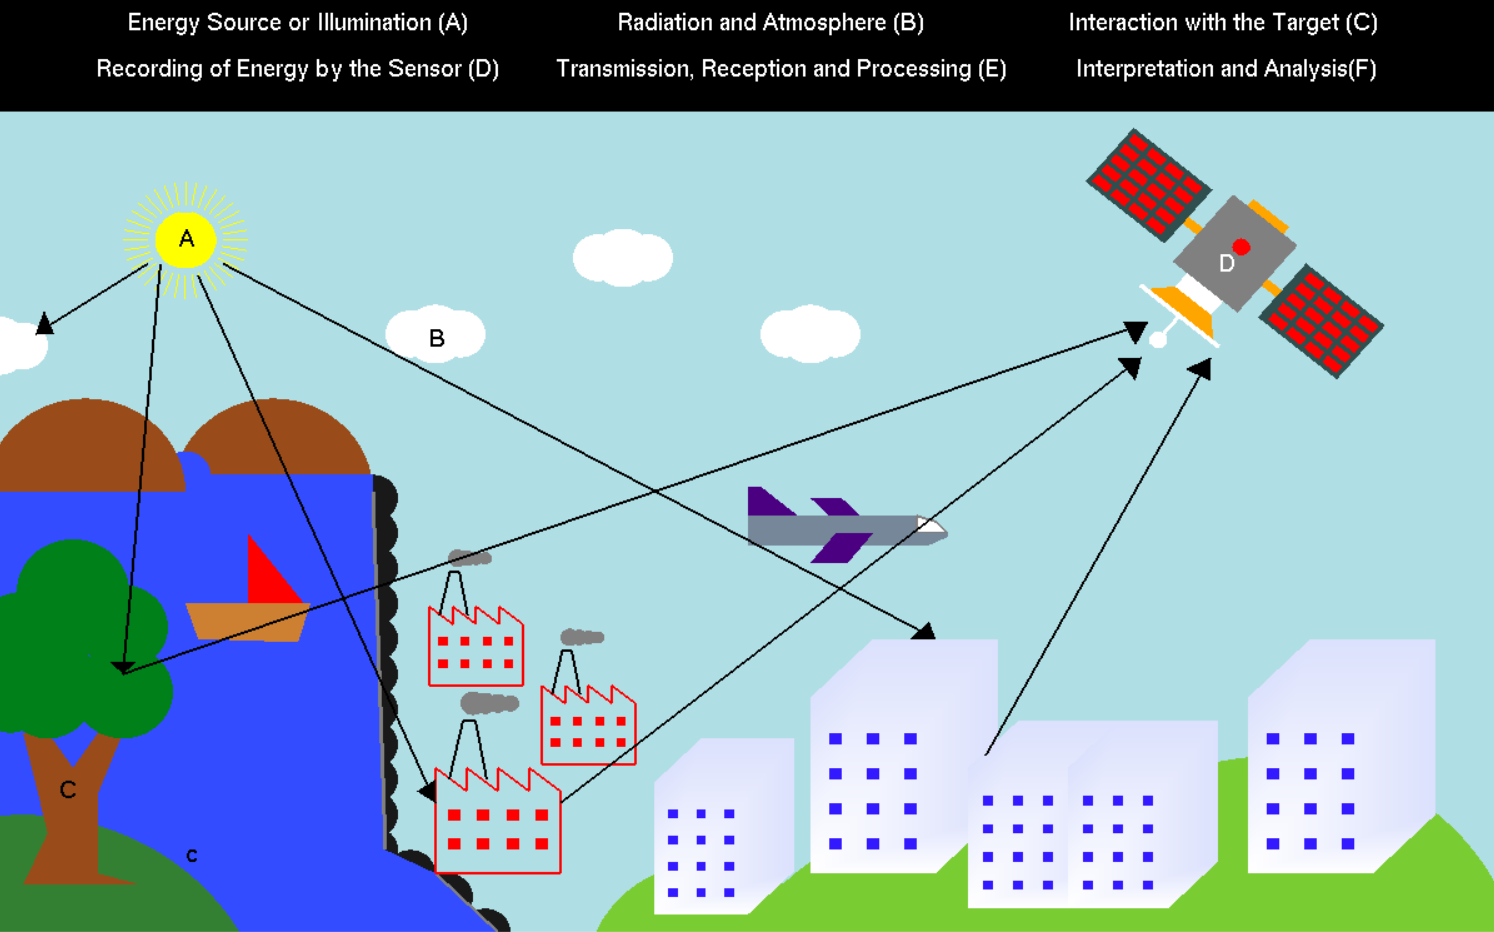 Energy Source or Illumination (A)
Radiation and Atmosphere (B)
Interaction with the Target (C)
Recording of Energy by the Sensor (D)
Transmission, Reception and Processing (E)
Interpretation and Analysis(F)
A
D
B
C
c